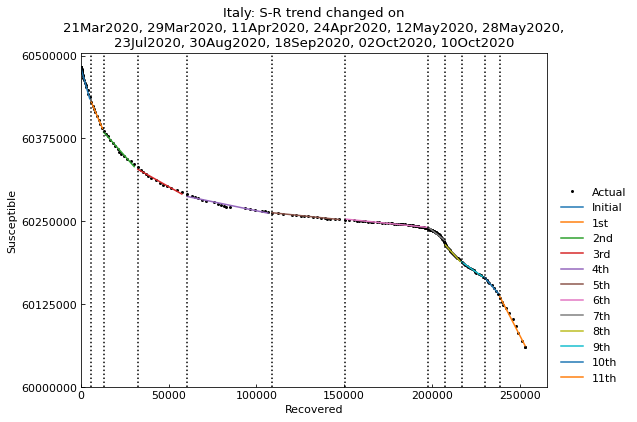 Italy: S-R trend changed on
21Mar2020, 29Mar2020, 11Apr2020, 24Apr2020, 12May2020, 28May2020,
23Jul2020, 30Aug2020, 18Sep2020, 02Oct2020, 10Oct2020
60500000
60375000
60250000
60125000
60000000
Susceptible
0 50000 100000 150000 200000 250000
Recovered
Actual
Initial
1st
2nd
3rd
4th
5th
6th
7th
8th
9th
10th
11th